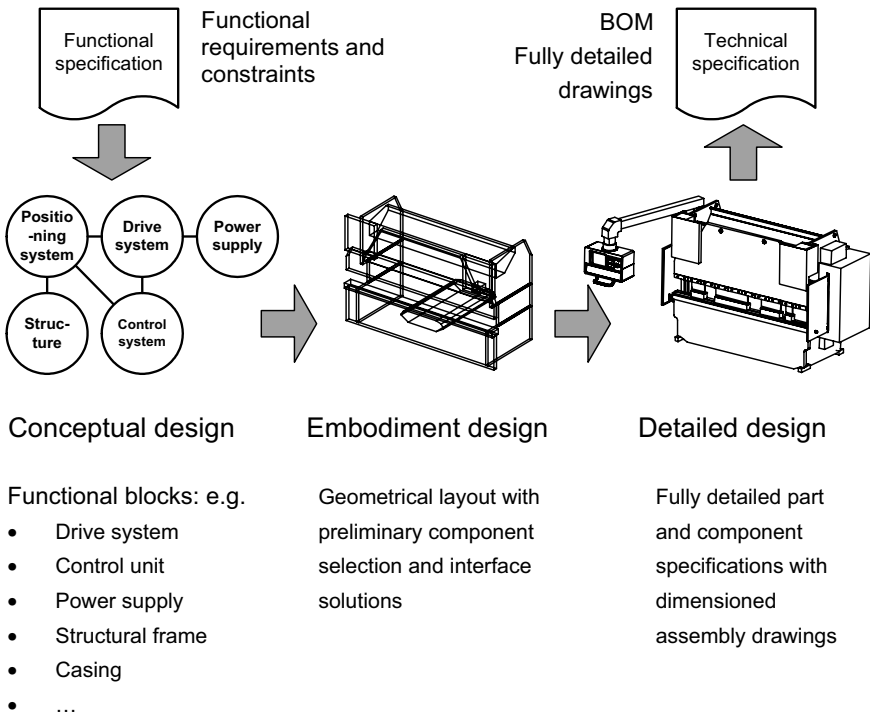 Functional
specification
Functional
requirements and
constraints
BOM
Fully detailed
drawings
Technical
specification
Positio
-ning
system
Drive
system
Power
supply
Struc-
ture
Control
system
Conceptual design
Embodiment design
Detailed design
Functional blocks: e.g.
• Drive system
• Control unit
• Power supply
• Structural frame
• Casing
• ...
Geometrical layout with
preliminary component
selection and interface
solutions
Fully detailed part
and component
specifications with
dimensioned
assembly drawings